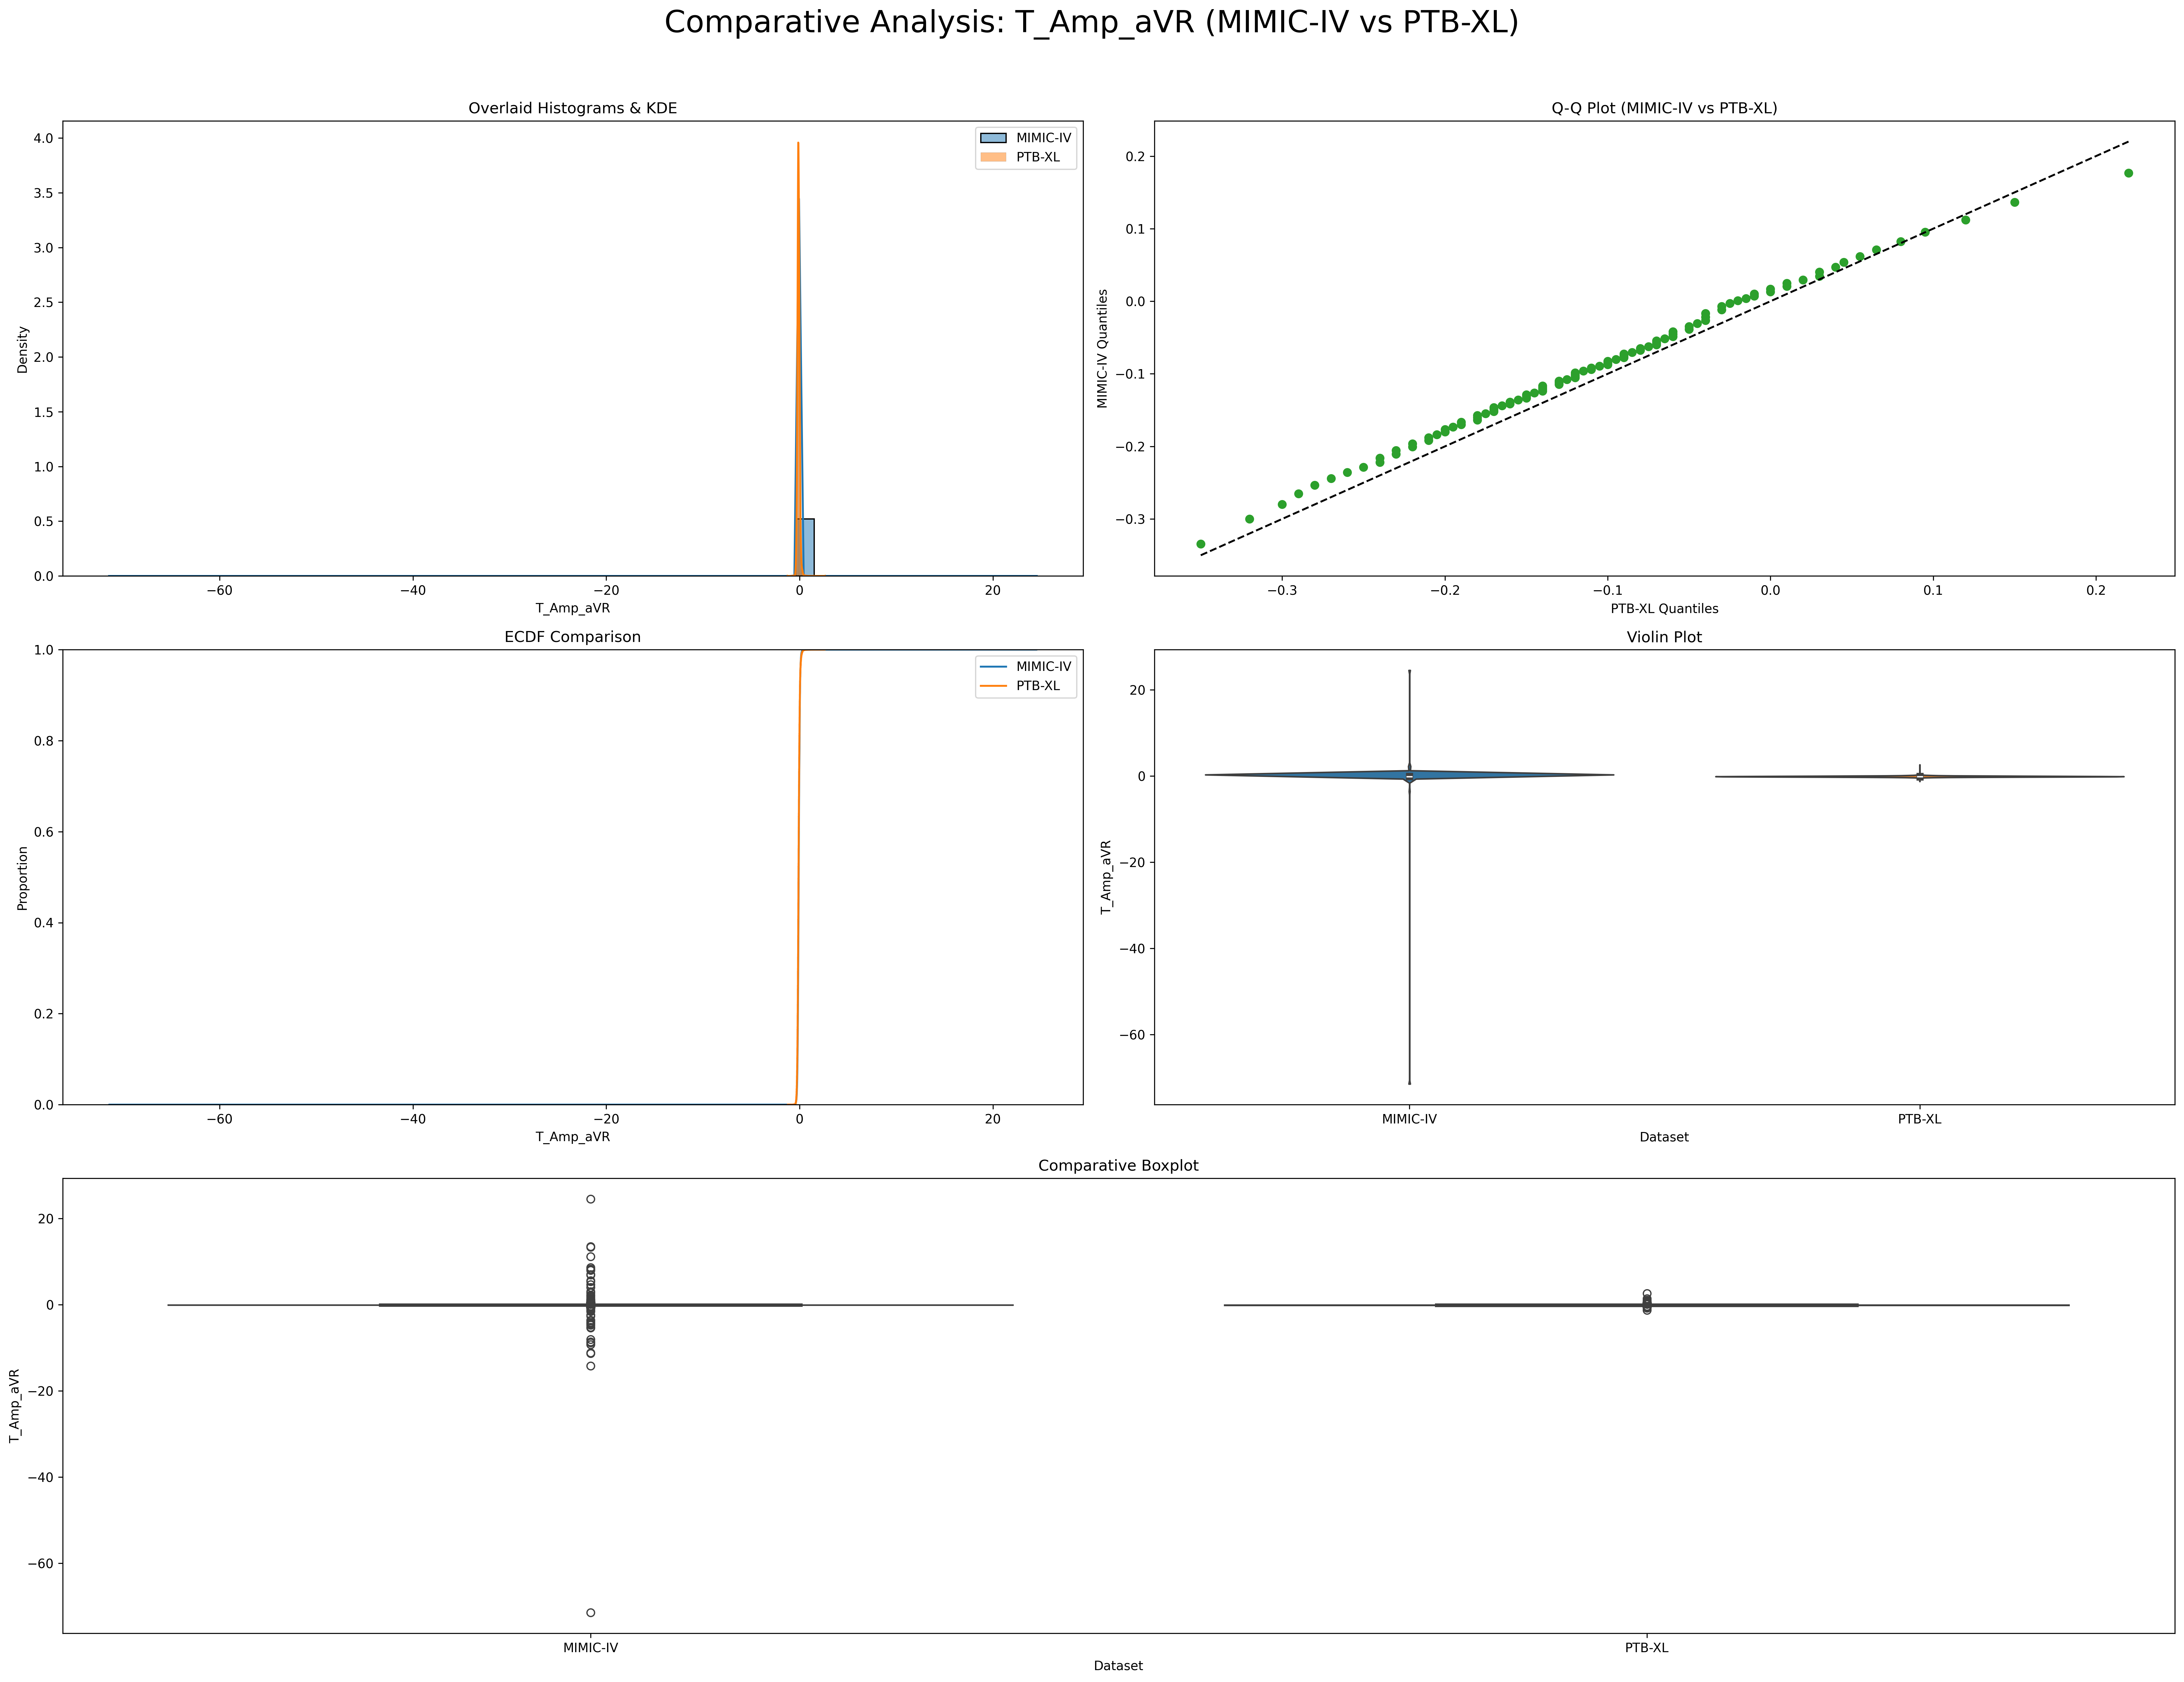 Comparative Analysis: T_Amp_aVR (MIMIC-IV vs PTB-XL)
Overlaid Histograms & KDE
4.0
3.5
3.0
2.5
2.0
1.5
1.0
0.5
0.0
Density
−60
−40
−20
0
20
T_Amp_aVR
MIMIC-IV
PTB-XL
Q-Q Plot (MIMIC-IV vs PTB-XL)
0.2
0.1
0.0
−0.1
−0.2
−0.3
MIMIC-IV Quantiles
−0.3
−0.2
−0.1
0.0
0.1
0.2
PTB-XL Quantiles
ECDF Comparison
1.0
0.8
0.6
0.4
0.2
0.0
Proportion
−60
−40
−20
0
20
T_Amp_aVR
MIMIC-IV
PTB-XL
Violin Plot
20
0
−20
−40
−60
T_Amp_aVR
MIMIC-IV
PTB-XL
Dataset
Comparative Boxplot
20
0
−20
−40
−60
T_Amp_aVR
MIMIC-IV
PTB-XL
Dataset